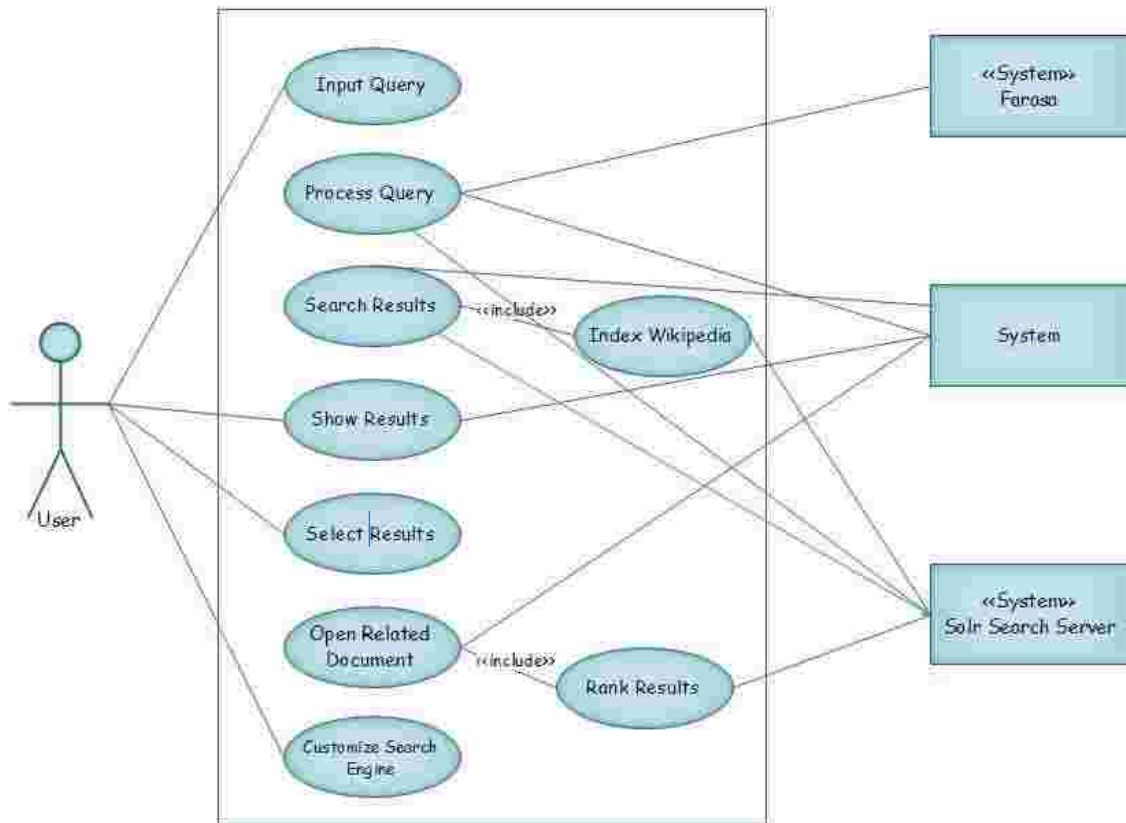 Input Query
Process Query
Search Results
«include»
Index Wikipedia
Show Results
Select Results
Open Related
Document
«include»
Rank Results
Customize Search
Engine
User
«System»
Farasa
System
«System»
Solr Search Server